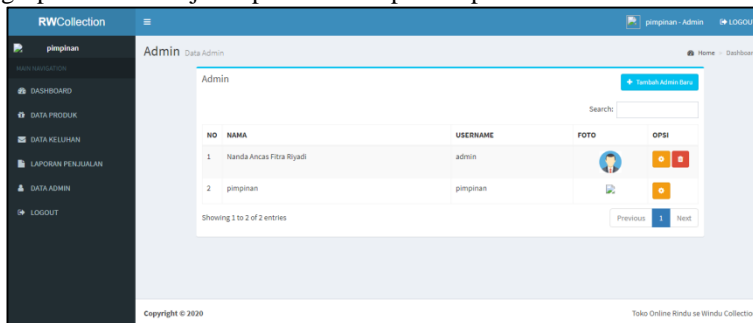 RWCollection
pimpinan - Admin LOGOUT
pimpinan
MAIN NAVIGATION
DASHBOARD
DATA PRODUK
DATA KELUHAN
LAPORAN PENJUALAN
DATA ADMIN
LOGOUT
Admin Data Admin
Home > Dashboard
Admin
+ Tambah Admin Baru
Search:
NO NAMA USERNAME FOTO OPSI
1 Nanda Ancas Fitra Riyadi admin
2 pimpinan pimpinan
Showing 1 to 2 of 2 entries
Previous 1 Next
Copyright © 2020
Toko Online Rindu se Windu Collection